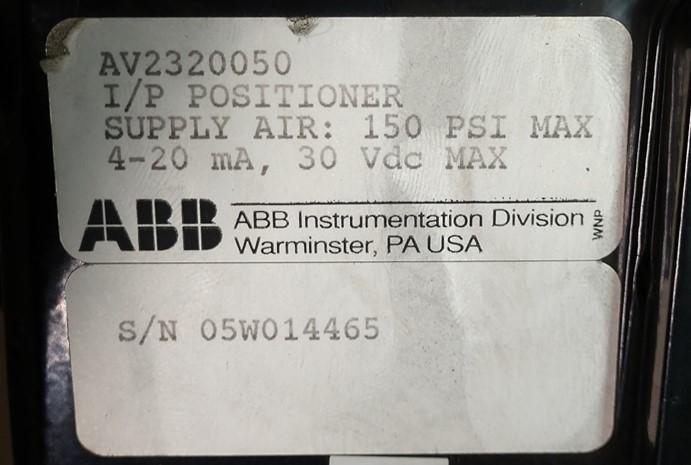 AV2320050
I/P POSITIONER
SUPPLY AIR: 150 PSI MAX
4-20 mA, 30 Vdc MAX
ABB
ABB Instrumentation Division
Warminster, PA USA
WNP
S/N 05W014465